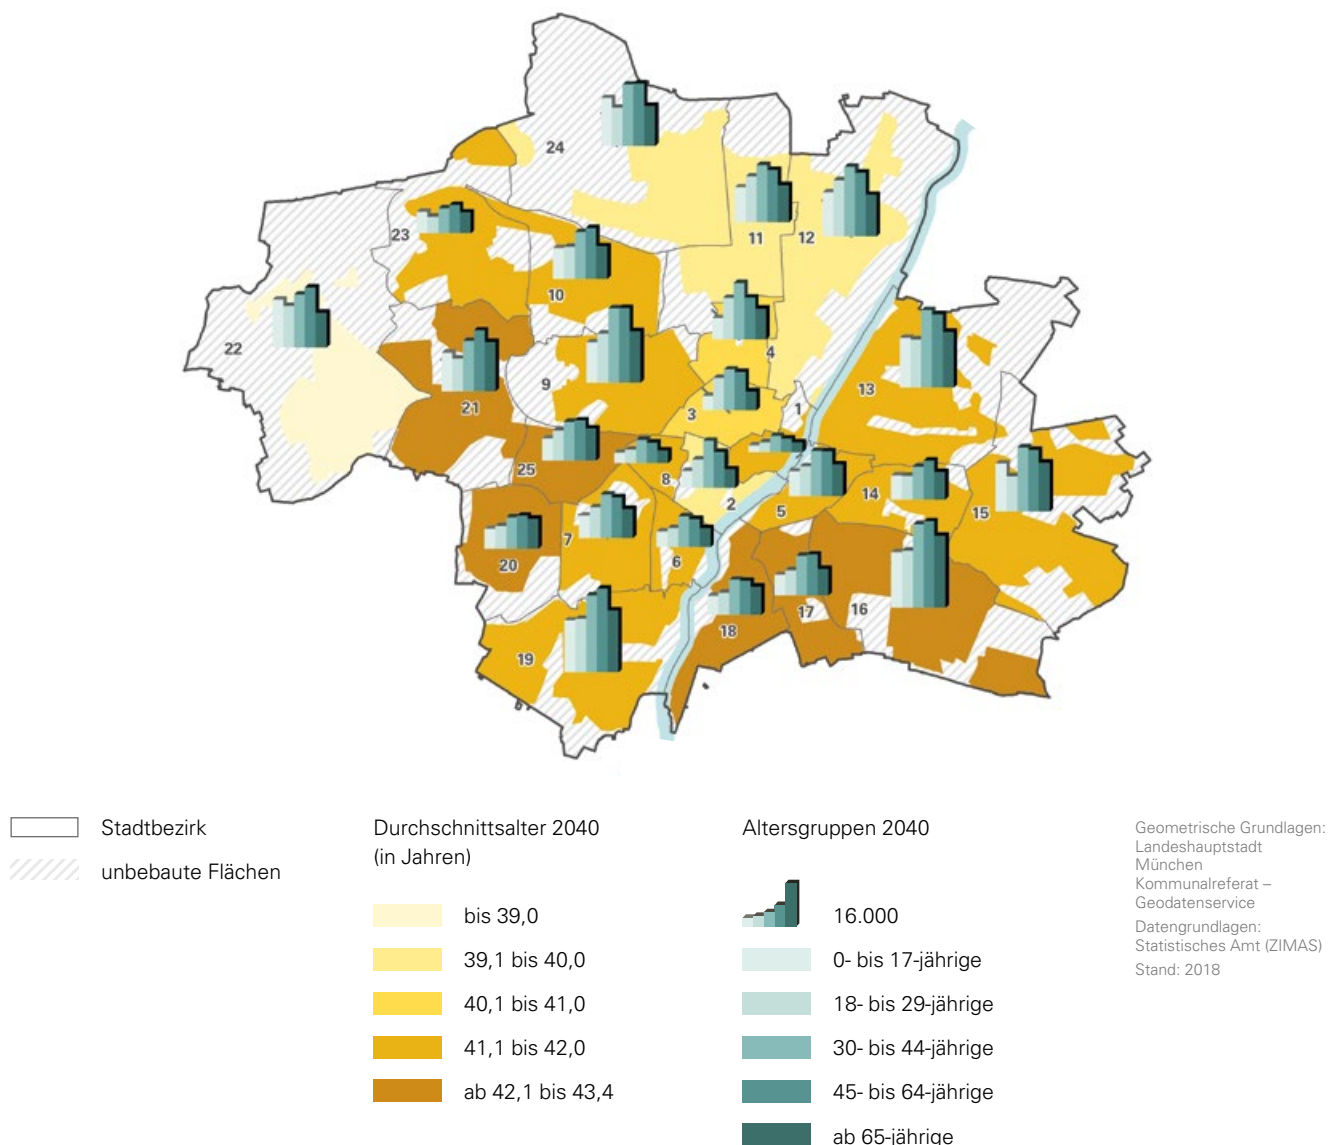 24
23
11
12
10
22
4
9
13
3
1
21
25
8
14
2
5
15
7
20
6
17
16
18
19
Stadtbezirk
unbebaute Flächen
Durchschnittsalter 2040
(in Jahren)
bis 39,0
39,1 bis 40,0
40,1 bis 41,0
41,1 bis 42,0
ab 42,1 bis 43,4
Altersgruppen 2040
16.000
0- bis 17-jährige
18- bis 29-jährige
30- bis 44-jährige
45- bis 64-jährige
ab 65-jährige
Geometrische Grundlagen:
Landeshauptstadt
München
Kommunalreferat –
Geodatenservice
Datengrundlagen:
Statistisches Amt (ZIMAS)
Stand: 2018